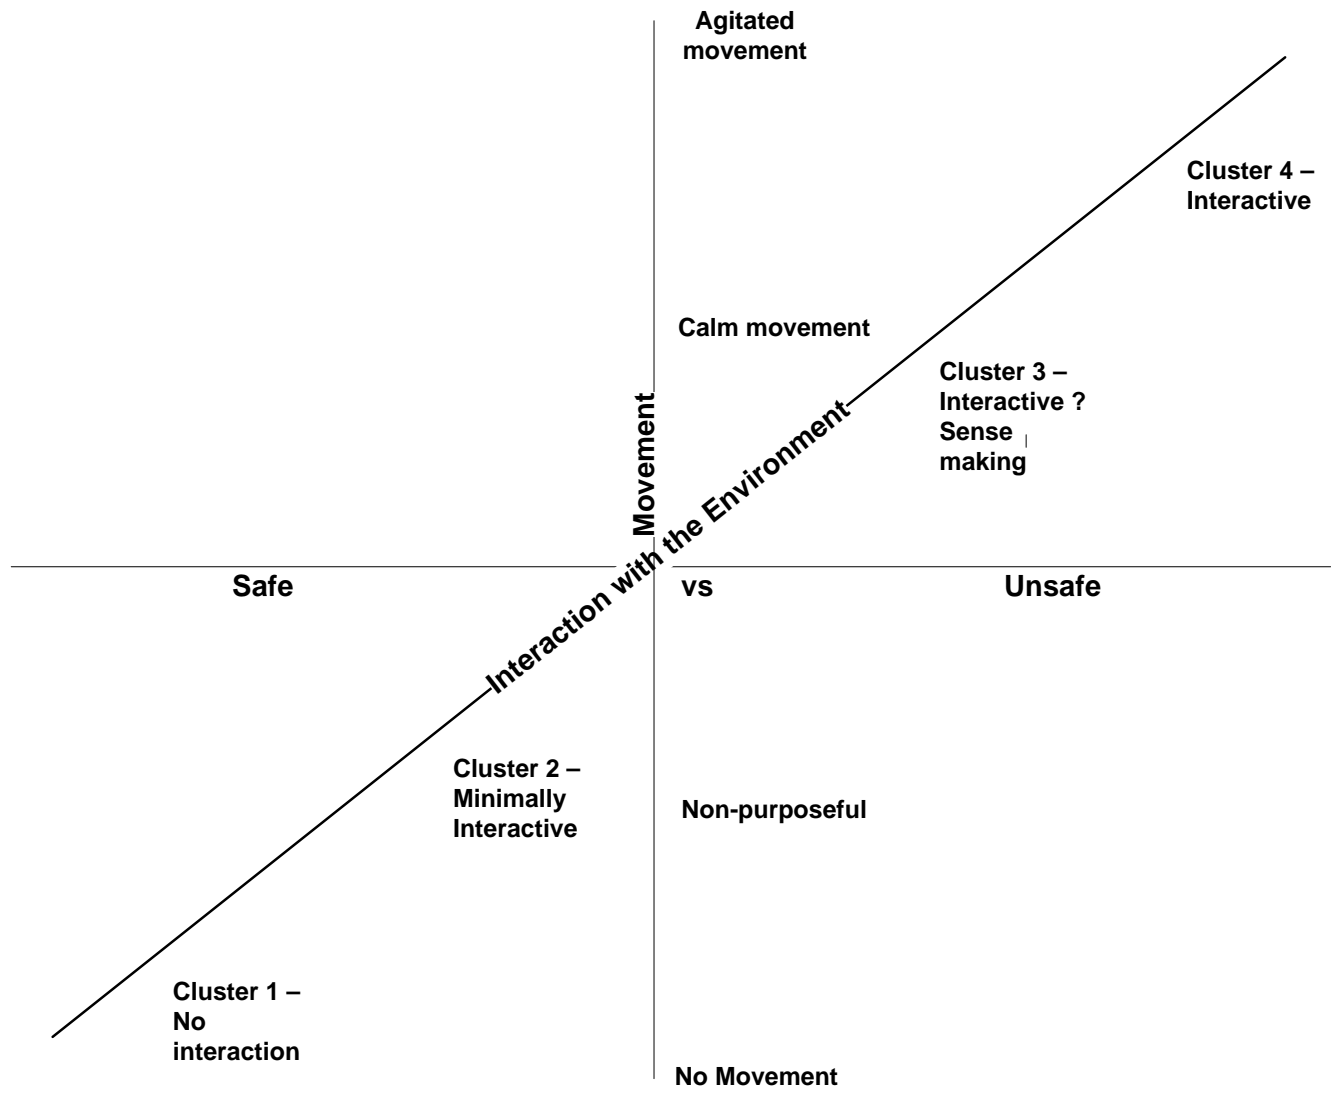 Agitated
movement
Cluster 4 –
Interactive
Calm movement
Cluster 3 –
Interactive ?
Sense
making
Movement
Interaction with the Environment
Safe vs Unsafe
Cluster 2 –
Minimally
Interactive
Non-purposeful
Cluster 1 –
No
interaction
No Movement